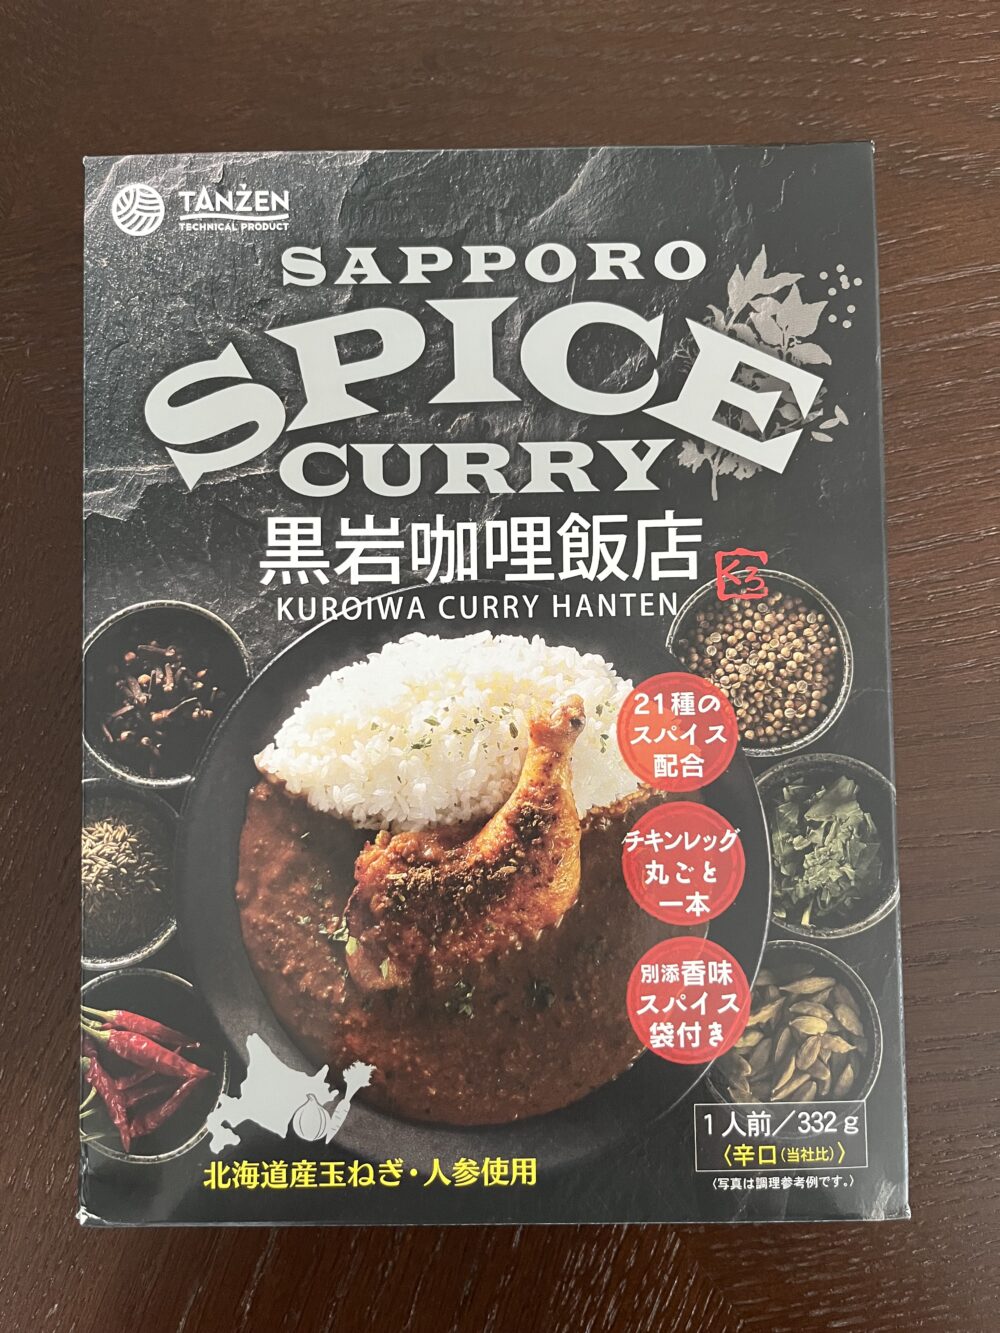 TANŻEN
TECHNICAL PRODUCT
SAPPORO
SPICE
CURRY
黒岩咖哩飯店
KUROIWA CURRY HANTEN
21種の
スパイス
配合
チキンレッグ
丸ごと
一本
別添香味
スパイス
袋付き
1人前／332g
〈辛口(当社比)〉
〈写真は調理参考例です。〉
北海道産玉ねぎ・人参使用